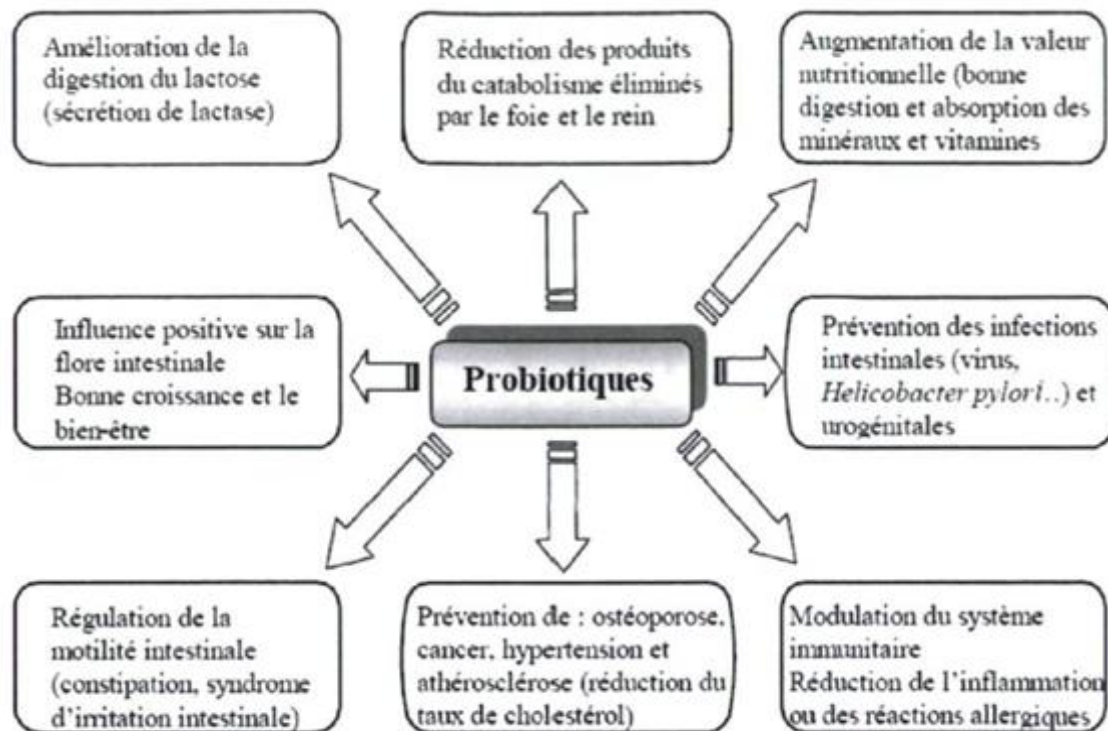 Amélioration de la
digestion du lactose
(sécrétion de lactase)
Réduction des produits
du catabolisme éliminés
par le foie et le rein
Augmentation de la valeur
nutritionnelle (bonne
digestion et absorption des
minéraux et vitamines
Influence positive sur la
flore intestinale
Bonne croissance et le
bien-être
Probiotiques
Prévention des infections
intestinales (virus,
Helicobacter pylori..) et
urogénitales
Régulation de la
motilité intestinale
(constipation, syndrome
d'irritation intestinale)
Prévention de : ostéoporose,
cancer, hypertension et
athérosclérose (réduction du
taux de cholestérol)
Modulation du système
immunitaire
Réduction de l'inflammation
ou des réactions allergiques